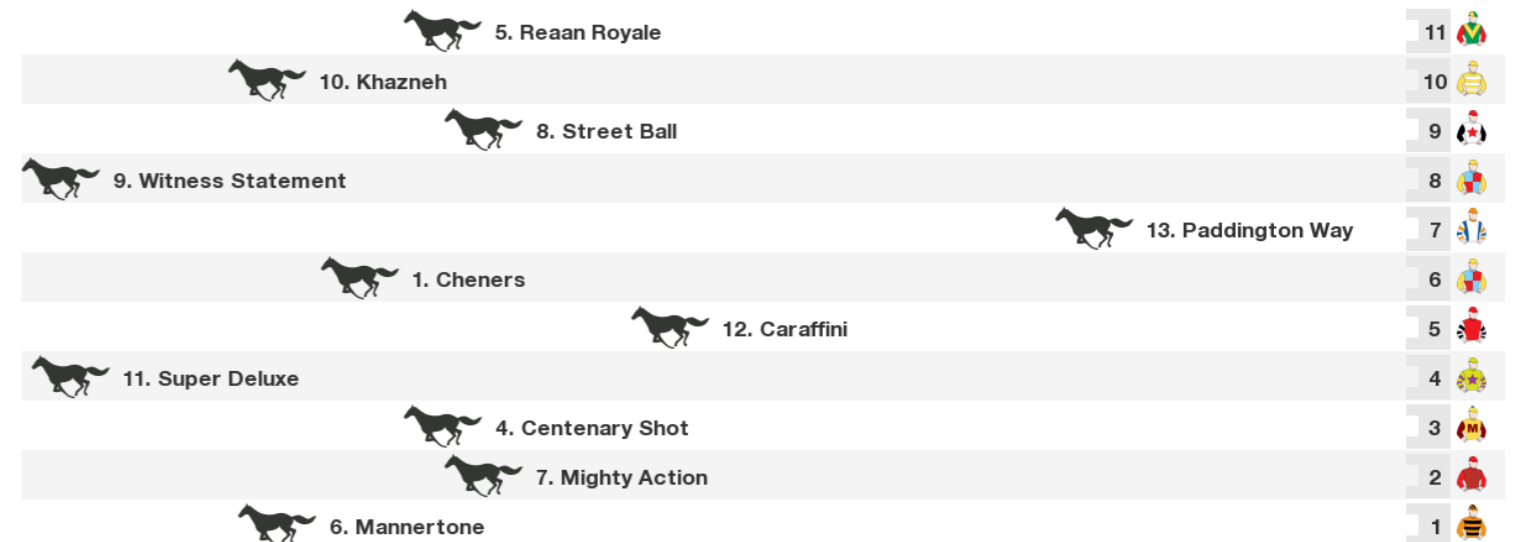 5. Reaan Royale 11
10. Khazneh 10
8. Street Ball 9
9. Witness Statement 8
13. Paddington Way 7
1. Cheners 6
12. Caraffini 5
11. Super Deluxe 4
4. Centenary Shot 3 M
7. Mighty Action 2
6. Mannertone 1